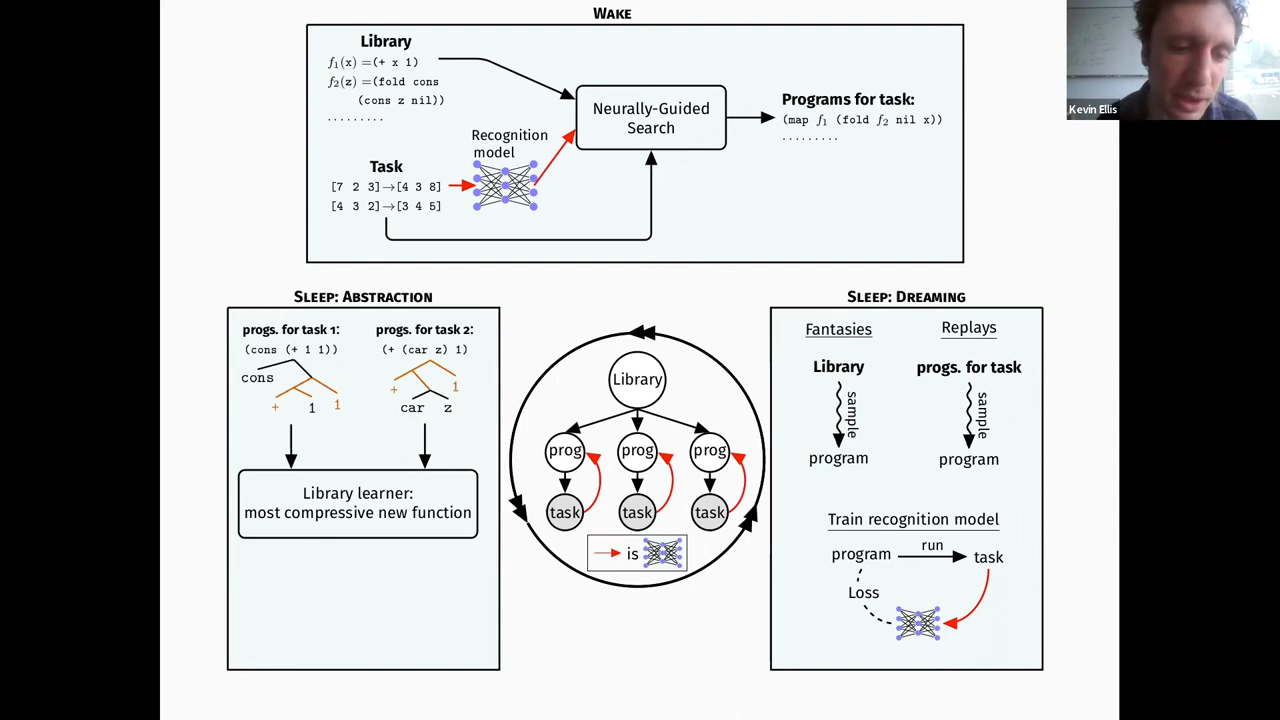 WAKE
Library
f1(x) =(+ x 1)
f2(z) =(fold cons
(cons z nil))
.........
Recognition
model
Task
[7 2 3]→[4 3 8]
[4 3 2]→[3 4 5]
Neurally-Guided
Search
Programs for task:
(map f1 (fold f2 nil x))
.........
Kevin Ellis
SLEEP: ABSTRACTION
progs. for task 1:
(cons (+ 1 1))
cons
+ 1 1
progs. for task 2:
(+ (car z) 1)
+ 1
car z
Library learner:
most compressive new function
Library
prog prog prog
task task task
is
SLEEP: DREAMING
Fantasies
Library
sample
program
Replays
progs. for task
sample
program
Train recognition model
program run task
Loss